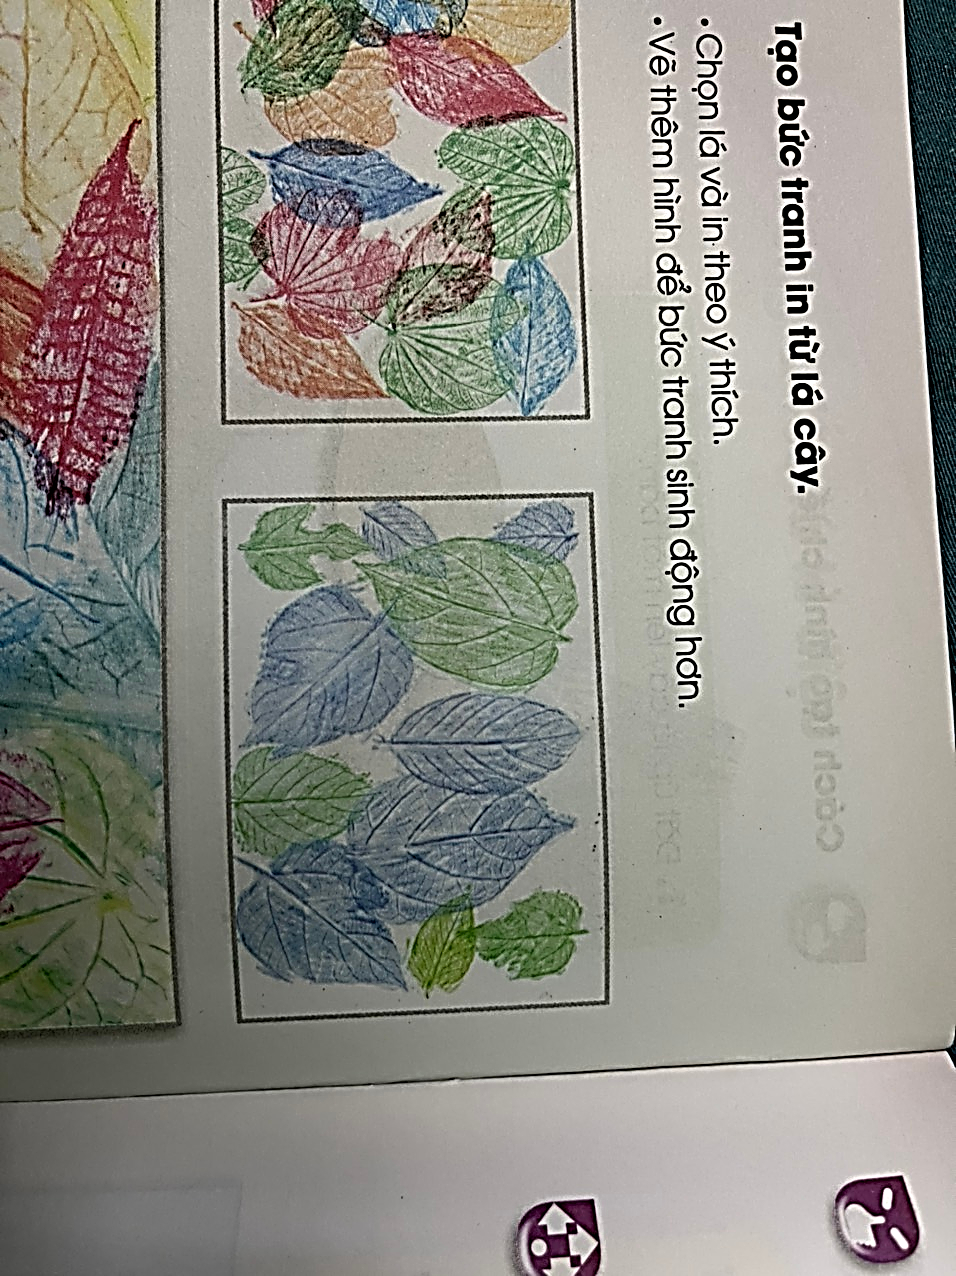 Tạo bức tranh in từ lá cây.
• Chọn lá và in theo ý thích.
• Vẽ thêm hình để bức tranh sinh động hơn.